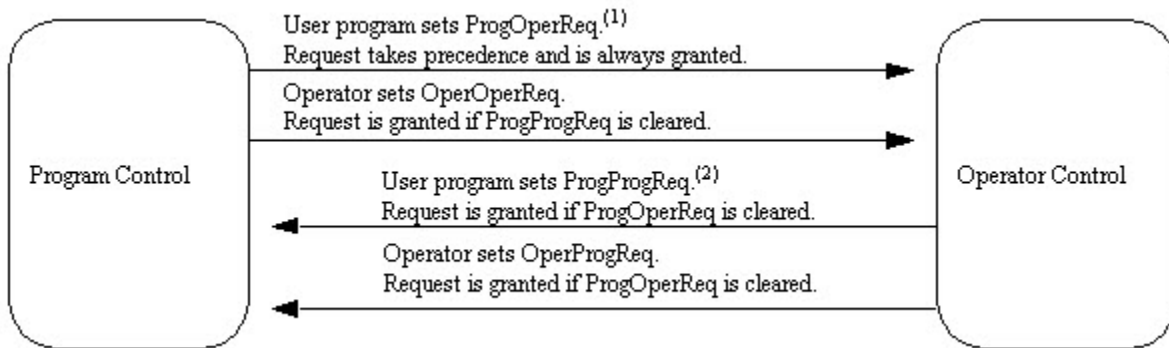 User program sets ProgOperReq.(1)
Request takes precedence and is always granted.
Operator sets OperOperReq.
Request is granted if ProgProgReq is cleared.
Program Control
Operator Control
User program sets ProgProgReq.(2)
Request is granted if ProgOperReq is cleared.
Operator sets OperProgReq.
Request is granted if ProgOperReq is cleared.